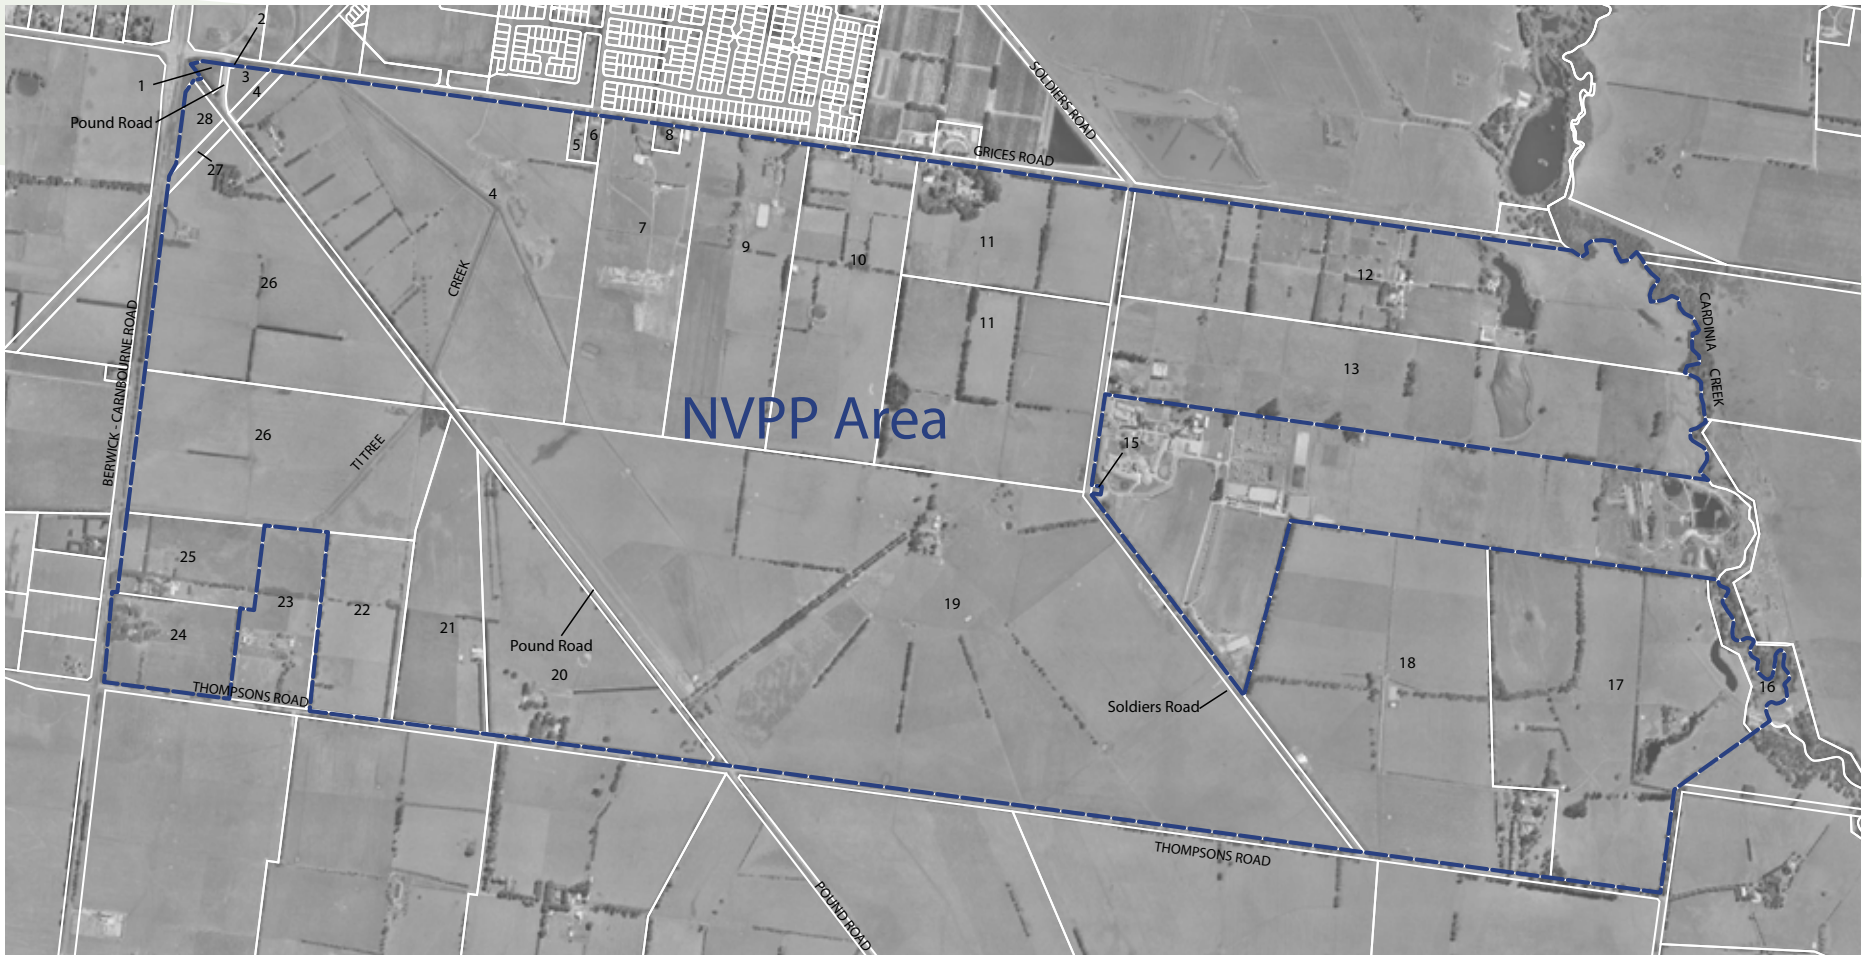 2
1
3
4
Pound Road
28
27
5
6
8
SOLDIERS ROAD
GRICES ROAD
4
7
9
10
11
12
26
CREEK
11
CARDINIA
CREEK
13
BERWICK - CARNBOURNE ROAD
NVPP Area
26
TI TREE
15
25
23
22
24
21
19
Pound Road
20
18
17
16
THOMPSONS ROAD
Soldiers Road
THOMPSONS ROAD
POUND ROAD